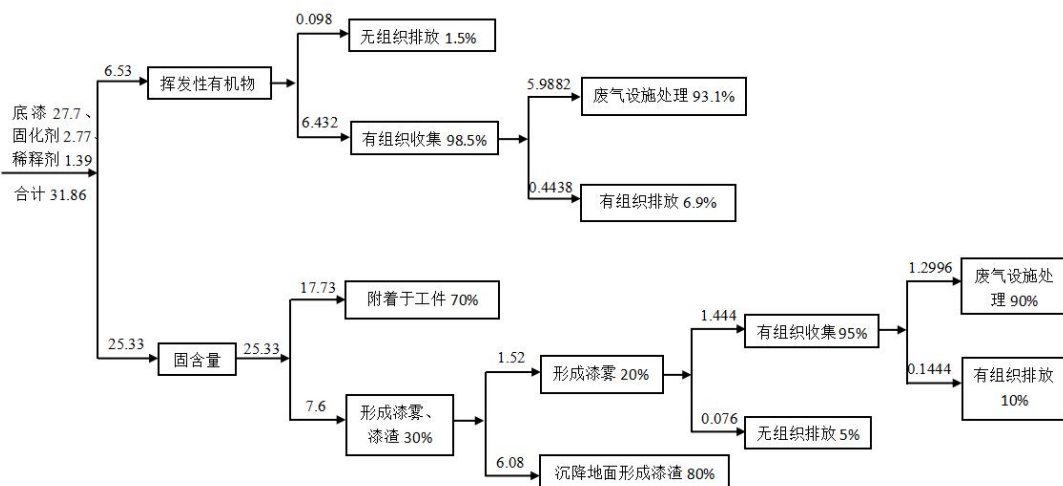 底漆 27.7、
固化剂 2.77、
稀释剂 1.39
合计 31.86
6.53
挥发性有机物
0.098
无组织排放 1.5%
6.432
有组织收集 98.5%
5.9882
废气设施处理 93.1%
0.4438
有组织排放 6.9%
25.33
固含量
25.33
17.73
附着于工件 70%
7.6
形成漆雾、
漆渣 30%
1.52
形成漆雾 20%
6.08
沉降地面形成漆渣 80%
1.444
有组织收集 95%
0.076
无组织排放 5%
1.2996
废气设施处
理 90%
0.1444
有组织排放
10%